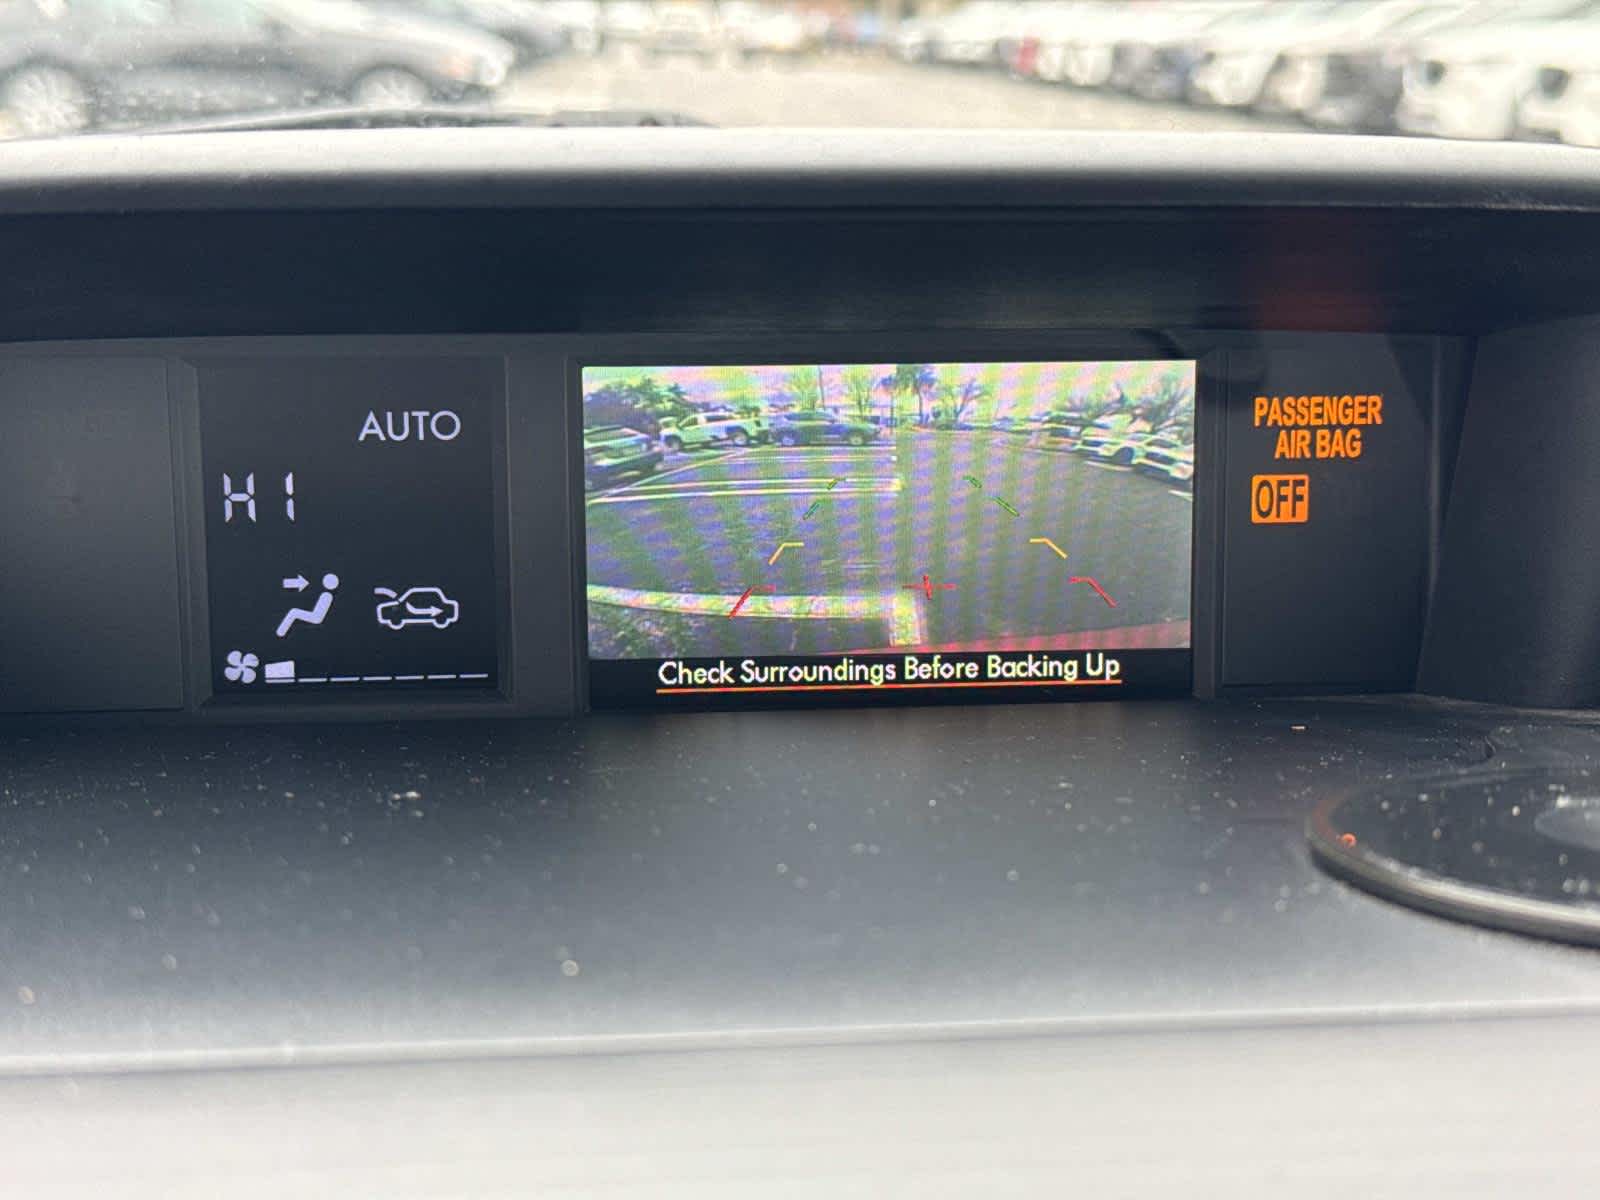 AUTO
HI
Check Surroundings Before Backing Up
PASSENGER
AIR BAG
OFF